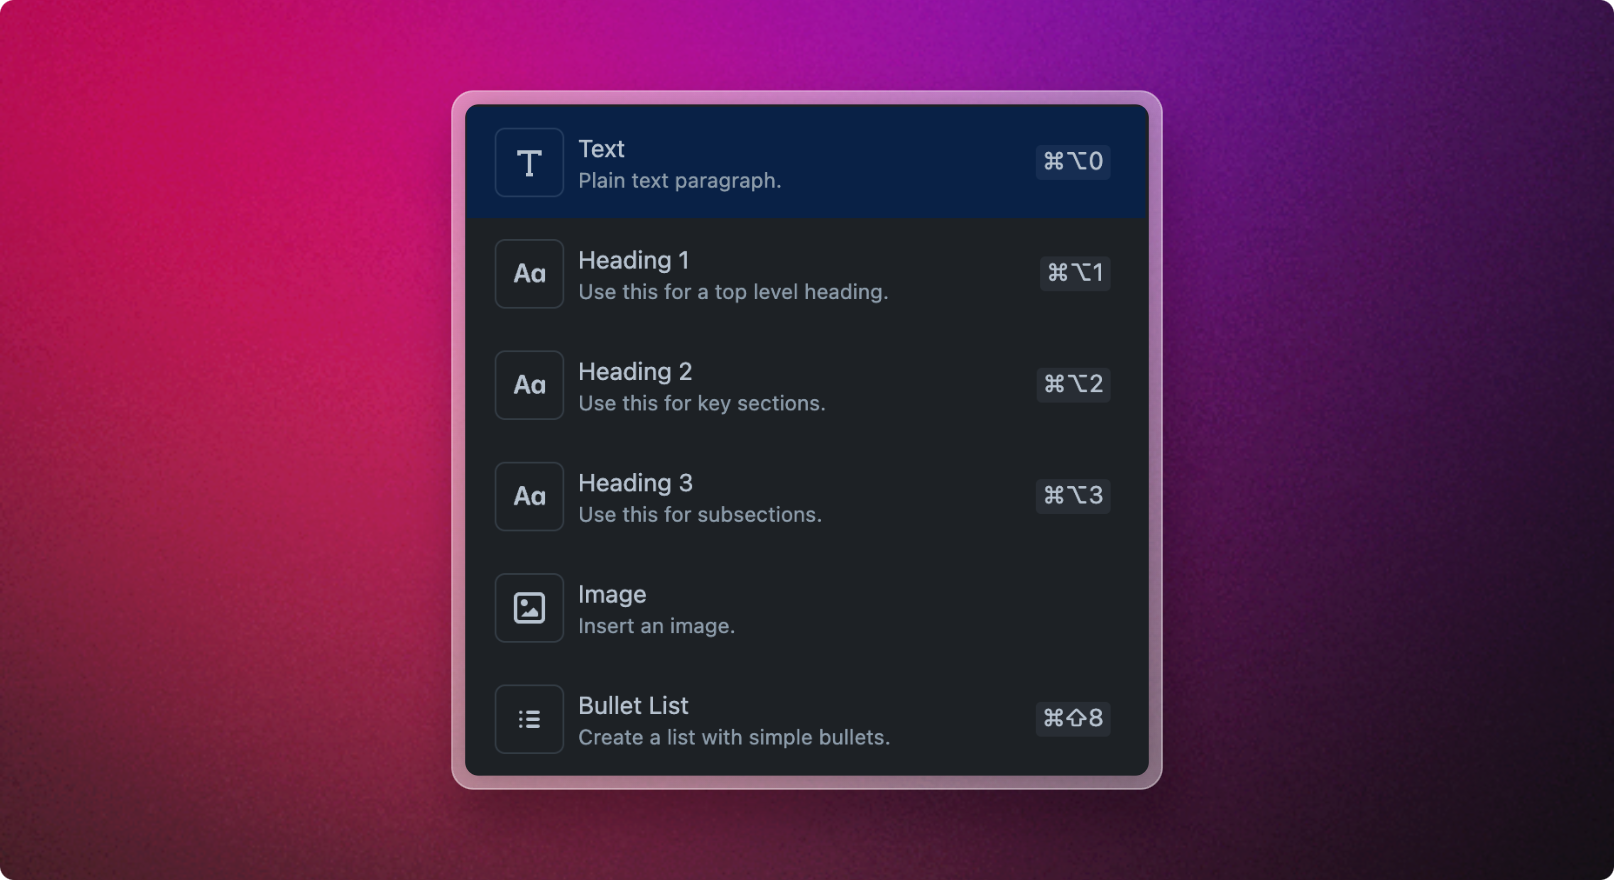 T
Text
Plain text paragraph.
⌘⌥0
Aa
Heading 1
Use this for a top level heading.
⌘⌥1
Aa
Heading 2
Use this for key sections.
⌘⌥2
Aa
Heading 3
Use this for subsections.
⌘⌥3
Image
Insert an image.
Bullet List
Create a list with simple bullets.
⌘⇧8